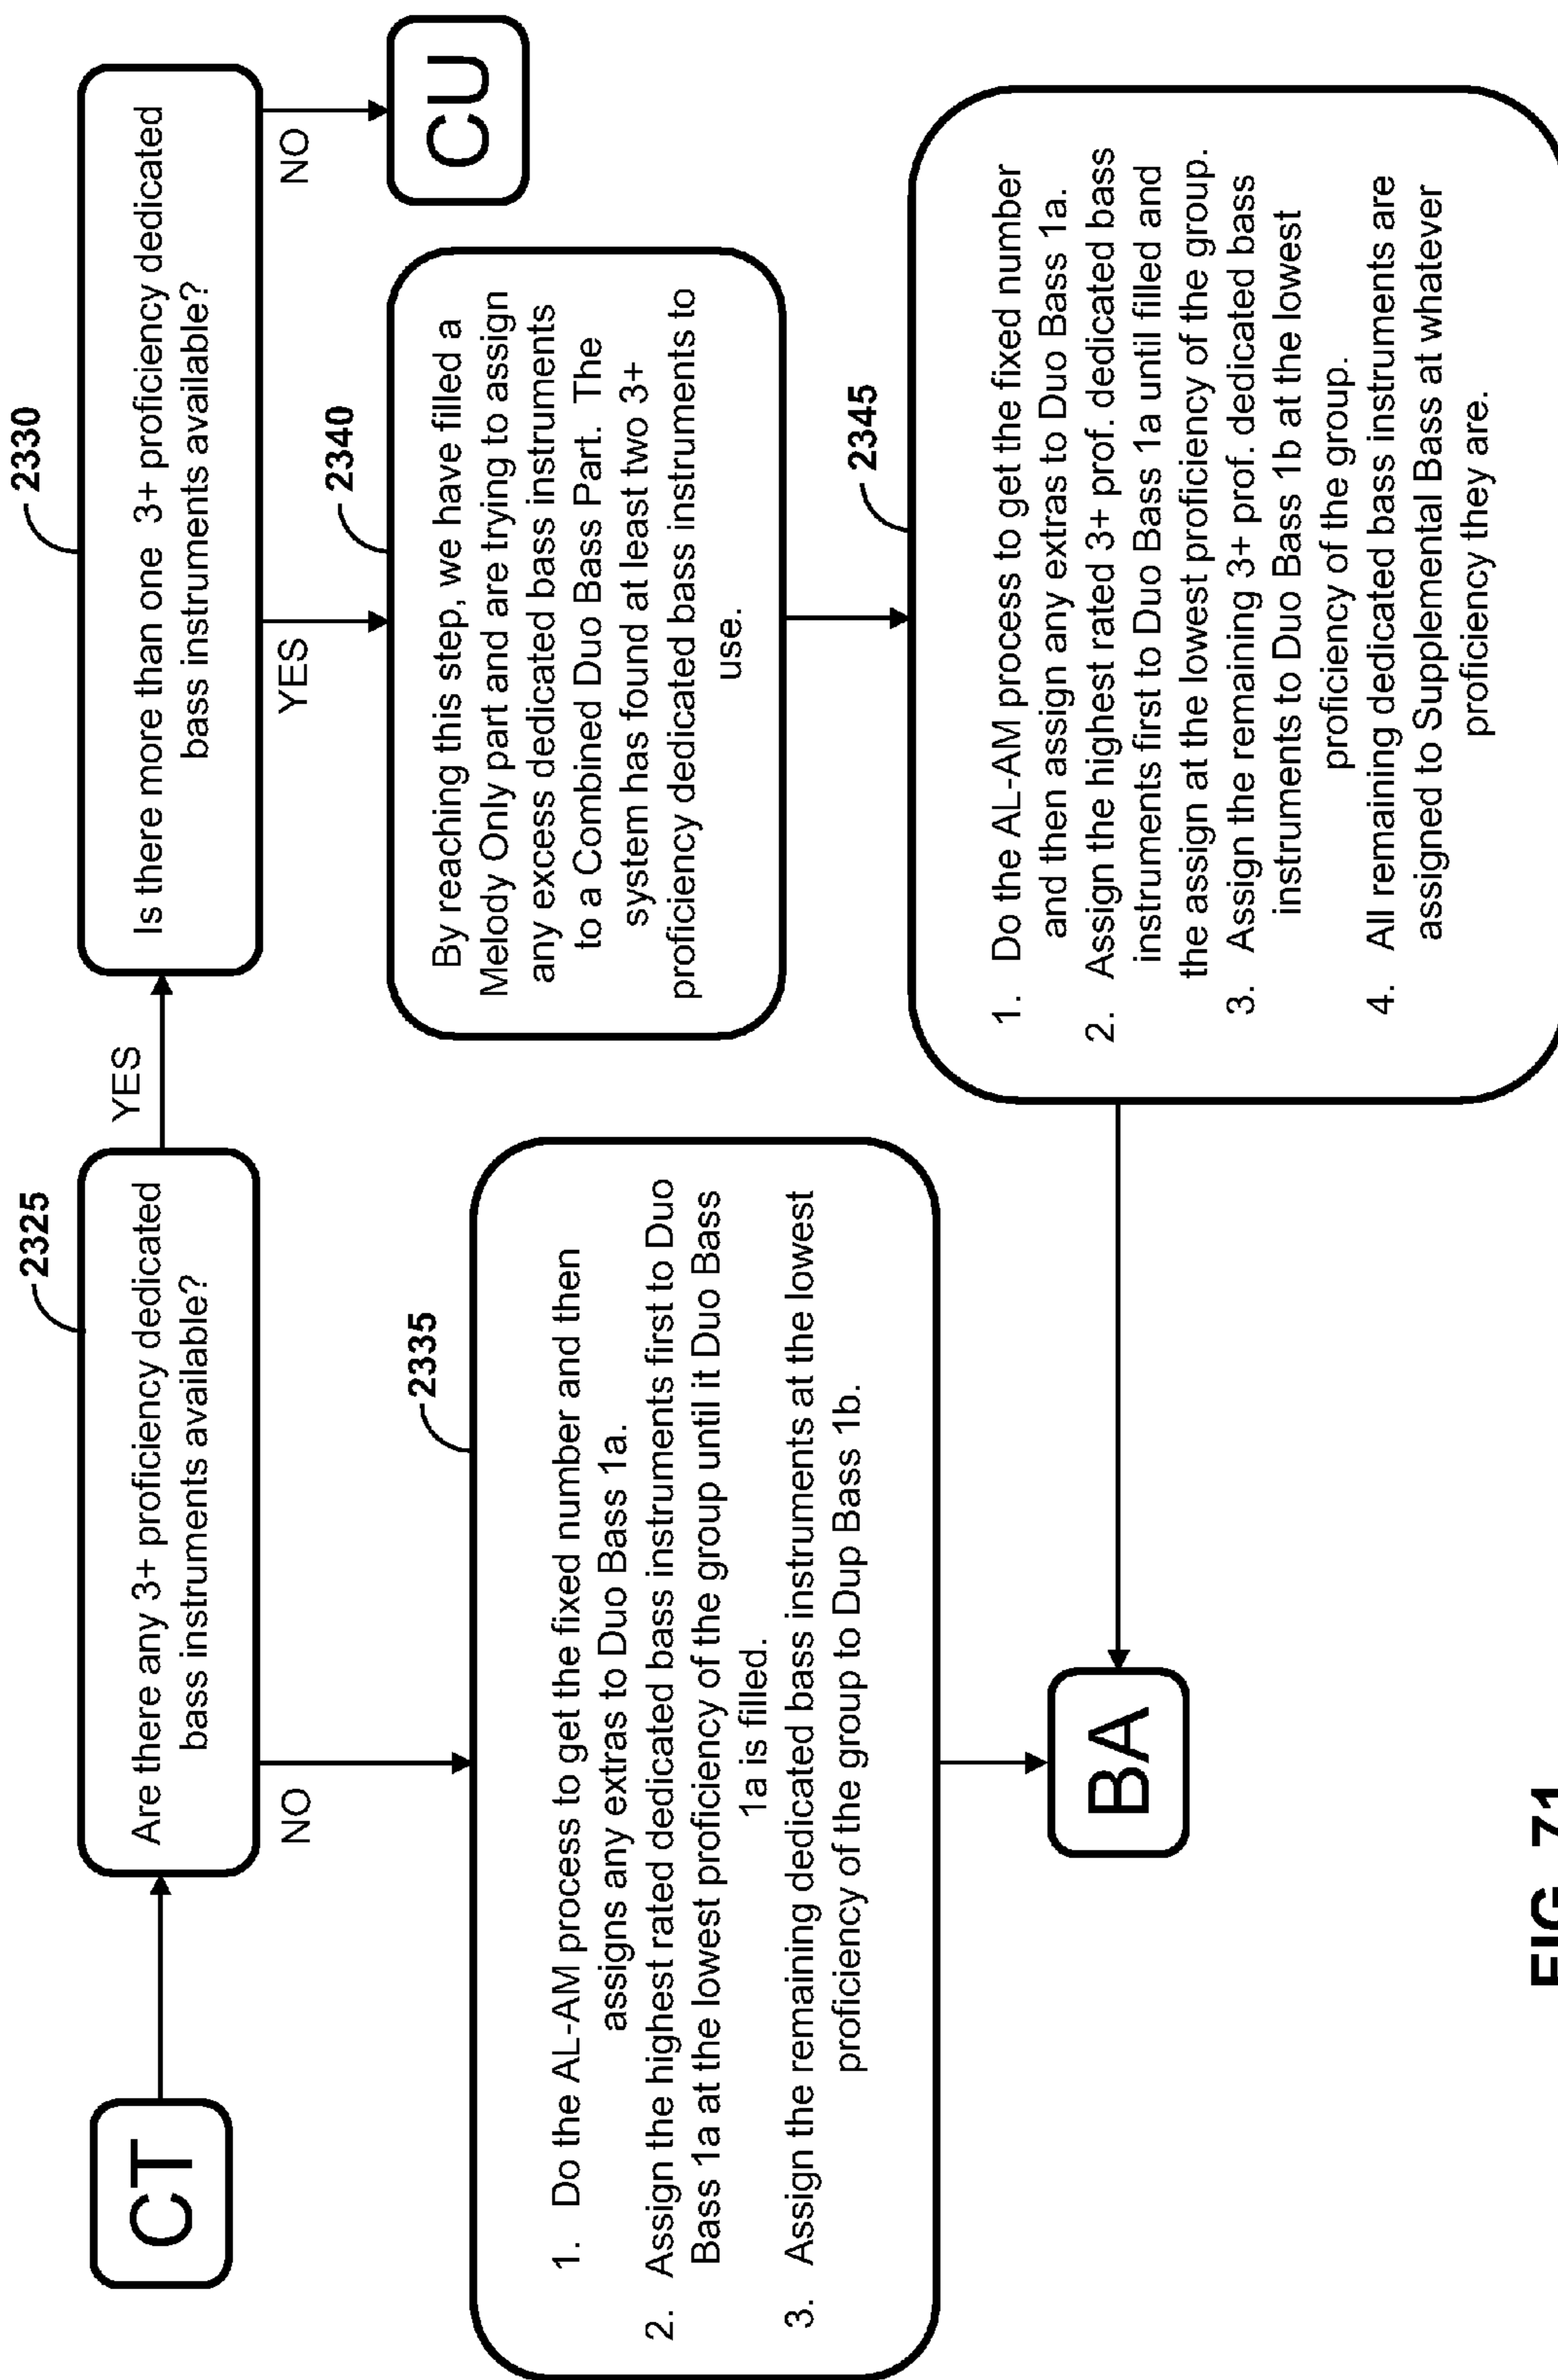 CT
2325
Are there any 3+ proficiency dedicated
bass instruments available?
YES
NO
2330
Is there more than one 3+ proficiency dedicated
bass instruments available?
YES
NO
CU
2335
1. Do the AL-AM process to get the fixed number and then
assigns any extras to Duo Bass 1a.
2. Assign the highest rated dedicated bass instruments first to Duo
Bass 1a at the lowest proficiency of the group until it Duo Bass
1a is filled.
3. Assign the remaining dedicated bass instruments at the lowest
proficiency of the group to Dup Bass 1b.
2340
By reaching this step, we have filled a
Melody Only part and are trying to assign
any excess dedicated bass instruments
to a Combined Duo Bass Part. The
system has found at least two 3+
proficiency dedicated bass instruments to
use.
2345
1. Do the AL-AM process to get the fixed number
and then assign any extras to Duo Bass 1a.
2. Assign the highest rated 3+ prof. dedicated bass
instruments first to Duo Bass 1a until filled and
the assign at the lowest proficiency of the group.
3. Assign the remaining 3+ prof. dedicated bass
instruments to Duo Bass 1b at the lowest
proficiency of the group.
4. All remaining dedicated bass instruments are
assigned to Supplemental Bass at whatever
proficiency they are.
BA
FIG. 71